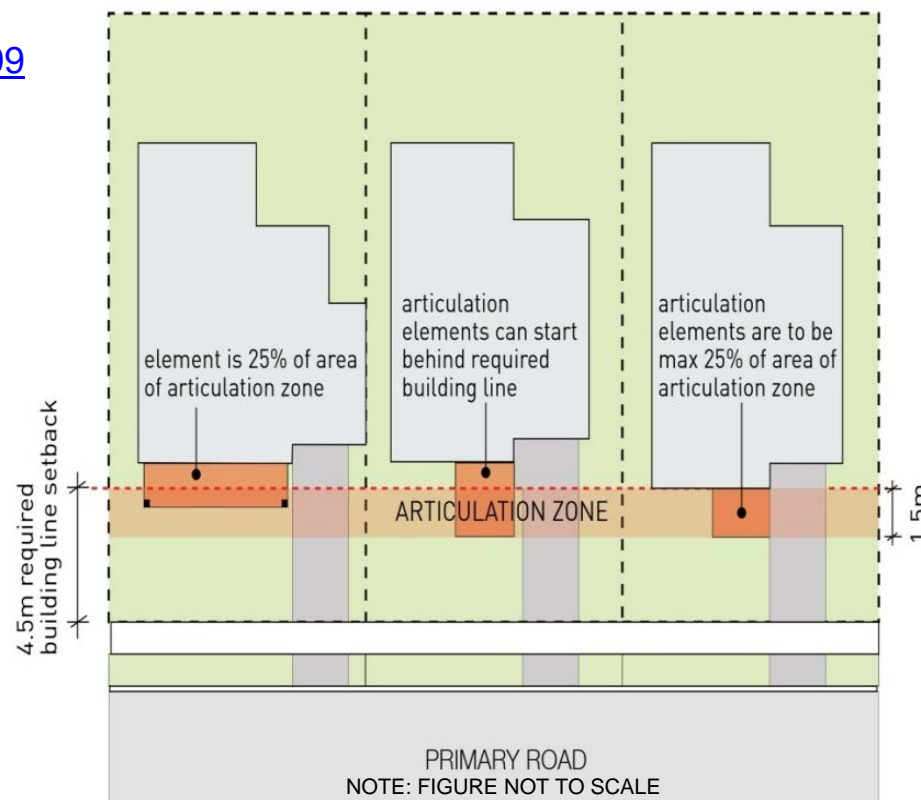 09
element is 25% of area
of articulation zone
articulation
elements can start
behind required
building line
articulation
elements are to be
max 25% of area of
articulation zone
ARTICULATION ZONE
4.5m required
building line setback
1.5m
PRIMARY ROAD
NOTE: FIGURE NOT TO SCALE